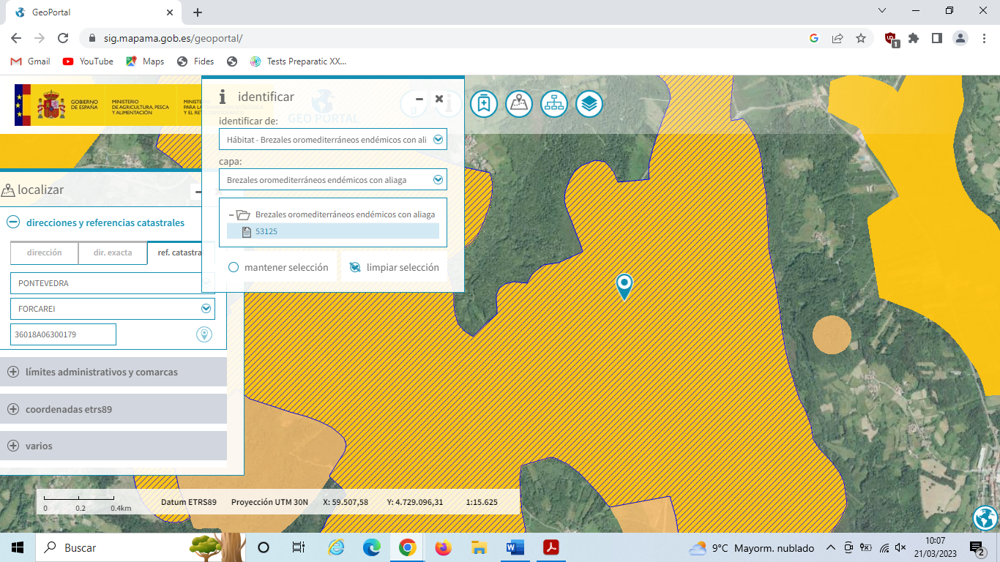 GeoPortal
sig.mapama.gob.es/geoportal/
1
Gmail
YouTube
Maps
Fides
Tests Preparatic XX...
GOBIERNO
DE ESPAÑA
MINISTERIO
DE AGRICULTURA, PESCA
Y ALIMENTACIÓN
MINISTE
PARA LA
Y EL RETO
GEO PORTAL
identificar
identificar de:
Hábitat - Brezales oromediterráneos endémicos con ali
capa:
Brezales oromediterráneos endémicos con aliaga
Brezales oromediterráneos endémicos con aliaga
53125
mantener selección
limpiar selección
localizar
direcciones y referencias catastrales
dirección
dir. exacta
ref. catastra
PONTEVEDRA
FORCAREI
36018A06300179
límites administrativos y comarcas
coordenadas etrs89
varios
0 0.2 0.4km
Datum ETRS89 Proyección UTM 30N X: 59.507,58 Y: 4.729.096,31 1:15.625
Buscar
9°C Mayorm. nublado
10:07
21/03/2023
2